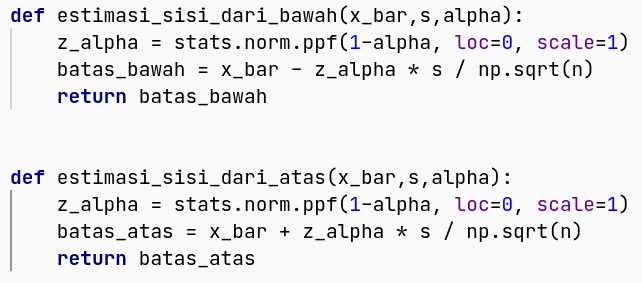 def estimasi_sisi_dari_bawah(x_bar,s,alpha):
    z_alpha = stats.norm.ppf(1-alpha, loc=0, scale=1)
    batas_bawah = x_bar - z_alpha * s / np.sqrt(n)
    return batas_bawah
def estimasi_sisi_dari_atas(x_bar,s,alpha):
    z_alpha = stats.norm.ppf(1-alpha, loc=0, scale=1)
    batas_atas = x_bar + z_alpha * s / np.sqrt(n)
    return batas_atas